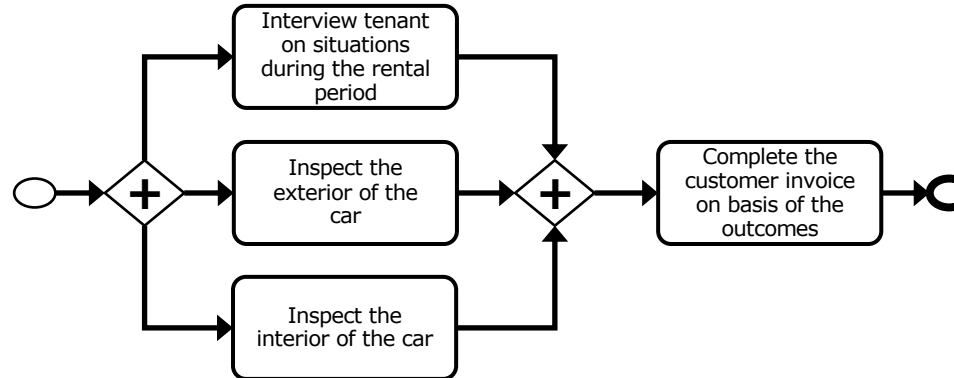 Interview tenant
on situations
during the rental
period
Inspect the
exterior of the
car
Complete the
customer invoice
on basis of the
outcomes
Inspect the
interior of the car